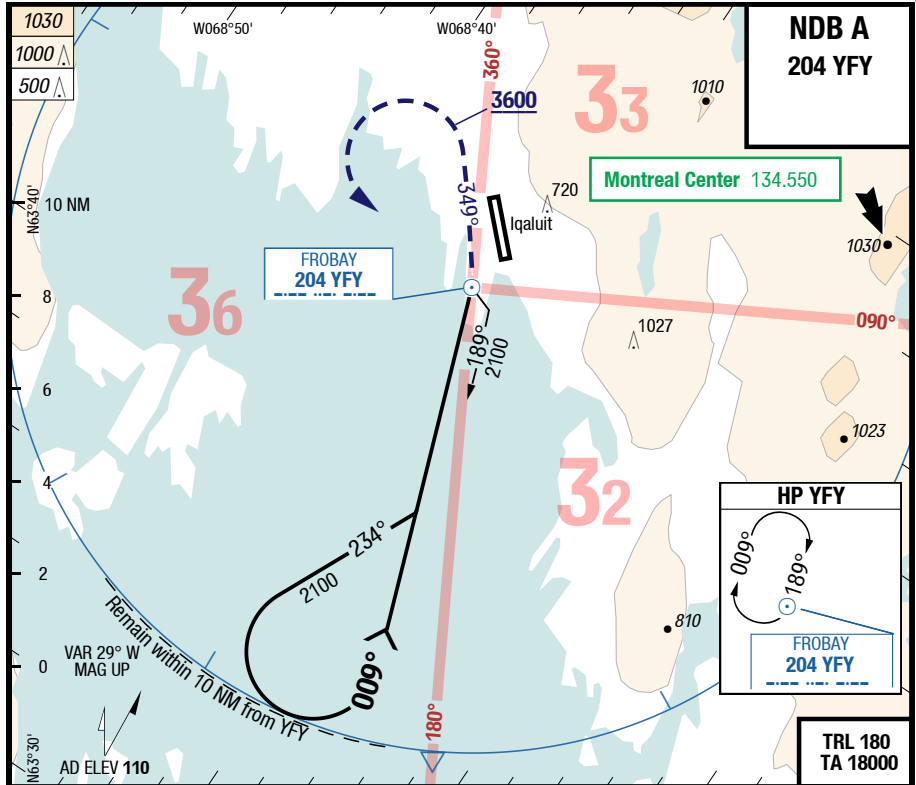 1030
1000
500
W068°50'
W068°40'
NDB A
204 YFY
360°
3600
33
1010
Montreal Center 134.550
N63°40'
10 NM
349°
720
Iqaluit
1030
FROBAY
204 YFY
36
8
090°
189°
2100
1027
6
1023
4
32
HP YFY
234°
2100
009°
189°
2
FROBAY
204 YFY
810
Remain within 10 NM from YFY
0
VAR 29° W
MAG UP
009°
180°
N63°30'
AD ELEV 110
TRL 180
TA 18000